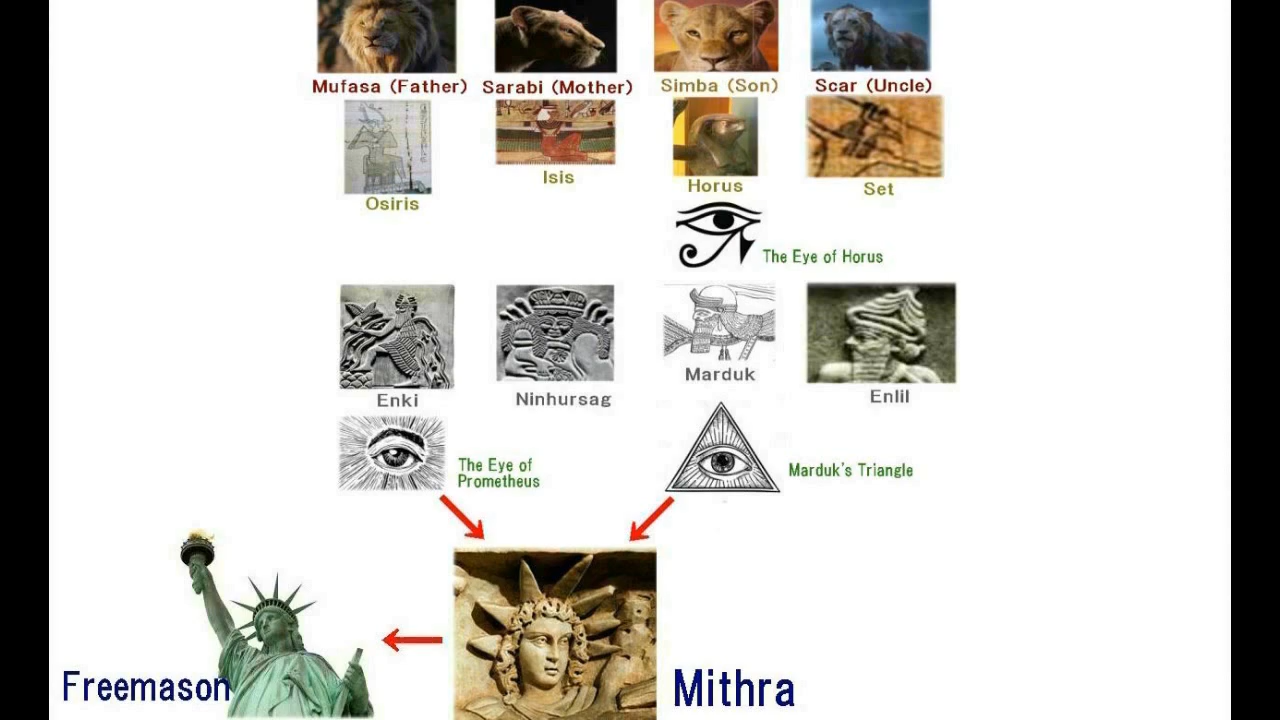 Mufasa (Father)
Sarabi (Mother)
Simba (Son)
Scar (Uncle)
Osiris
Isis
Horus
Set
The Eye of Horus
Enki
Ninhursag
Marduk
Enlil
The Eye of
Prometheus
Marduk's Triangle
Freemason
Mithra